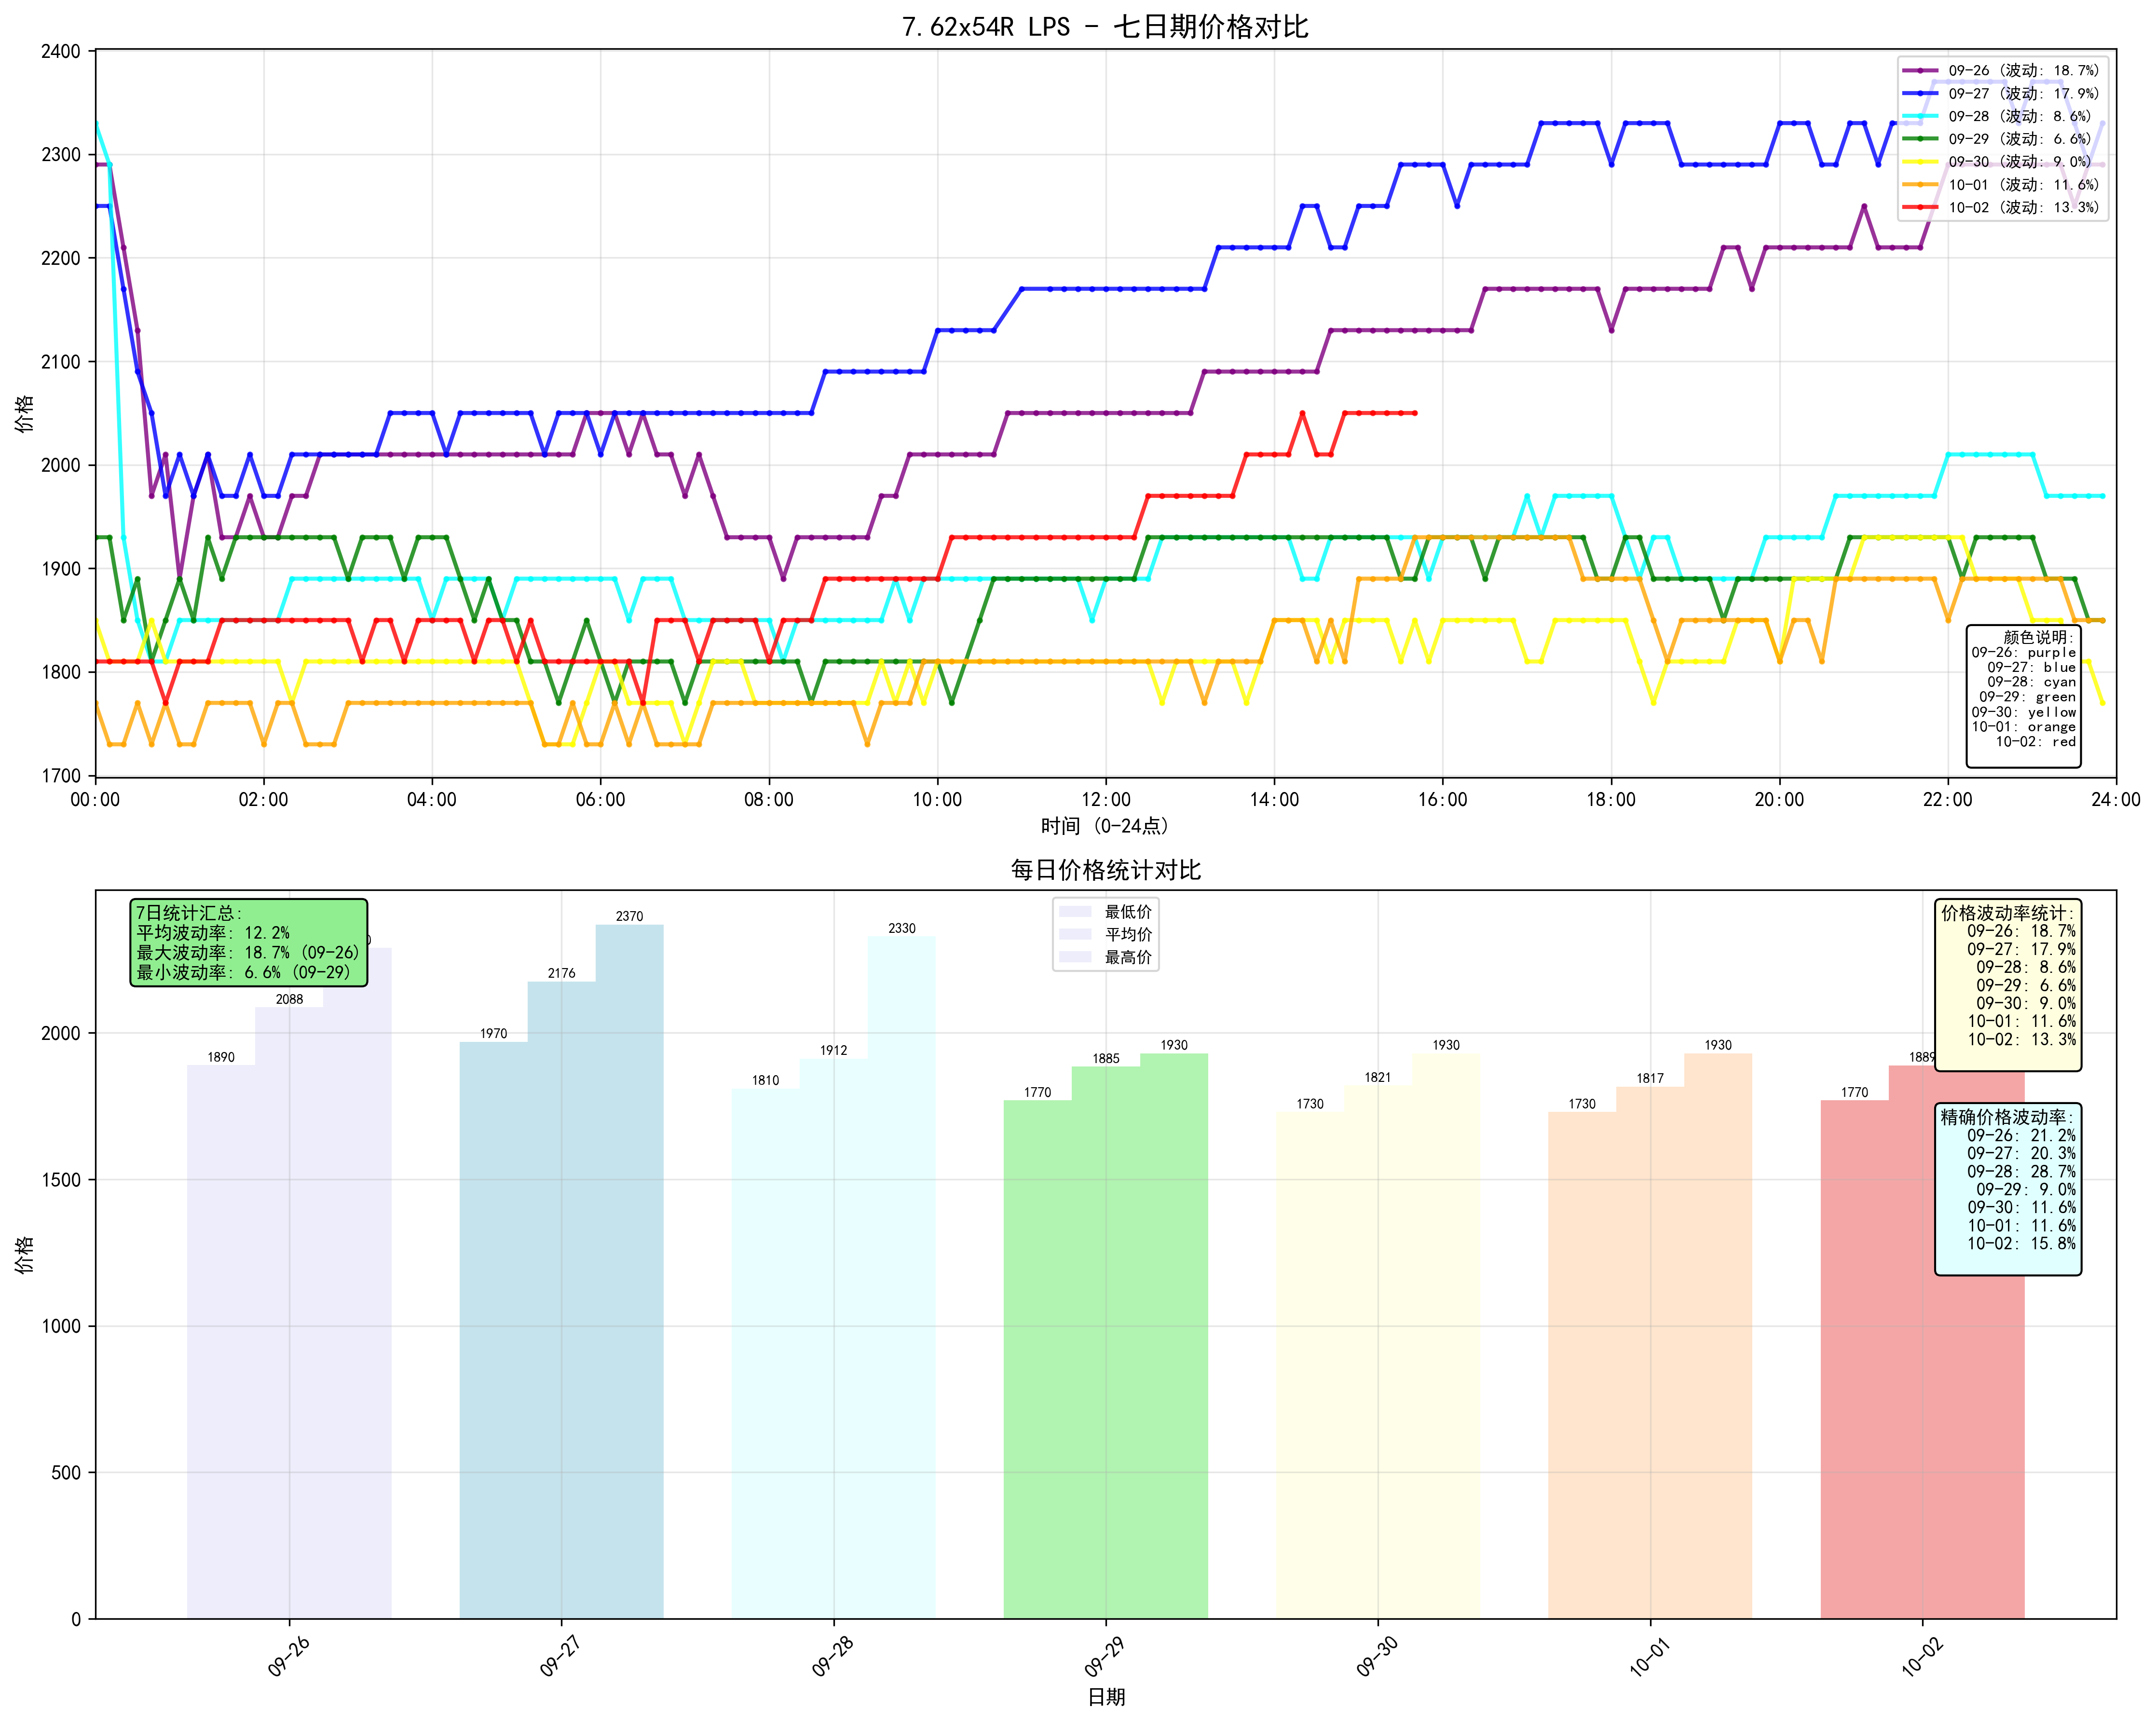 7.62x54R LPS - 七日期价格对比
价格
2400
2300
2200
2100
2000
1900
1800
1700
09-26 (波动: 18.7%)
09-27 (波动: 17.9%)
09-28 (波动: 8.6%)
09-29 (波动: 6.6%)
09-30 (波动: 9.0%)
10-01 (波动: 11.6%)
10-02 (波动: 13.3%)
颜色说明:
09-26: purple
09-27: blue
09-28: cyan
09-29: green
09-30: yellow
10-01: orange
10-02: red
00:00 02:00 04:00 06:00 08:00 10:00 12:00 14:00 16:00 18:00 20:00 22:00 24:00
时间 (0-24点)
每日价格统计对比
价格
2000
1500
1000
500
0
7日统计汇总:
平均波动率: 12.2%
最大波动率: 18.7% (09-26)
最小波动率: 6.6% (09-29)
最低价
平均价
最高价
价格波动率统计:
09-26: 18.7%
09-27: 17.9%
09-28: 8.6%
09-29: 6.6%
09-30: 9.0%
10-01: 11.6%
10-02: 13.3%
精确价格波动率:
09-26: 21.2%
09-27: 20.3%
09-28: 28.7%
09-29: 9.0%
09-30: 11.6%
10-01: 11.6%
10-02: 15.8%
1890 2088
1970 2176 2370
1810 1912 2330
1770 1885 1930
1730 1821 1930
1730 1817 1930
1770 1889
09-26 09-27 09-28 09-29 09-30 10-01 10-02
日期